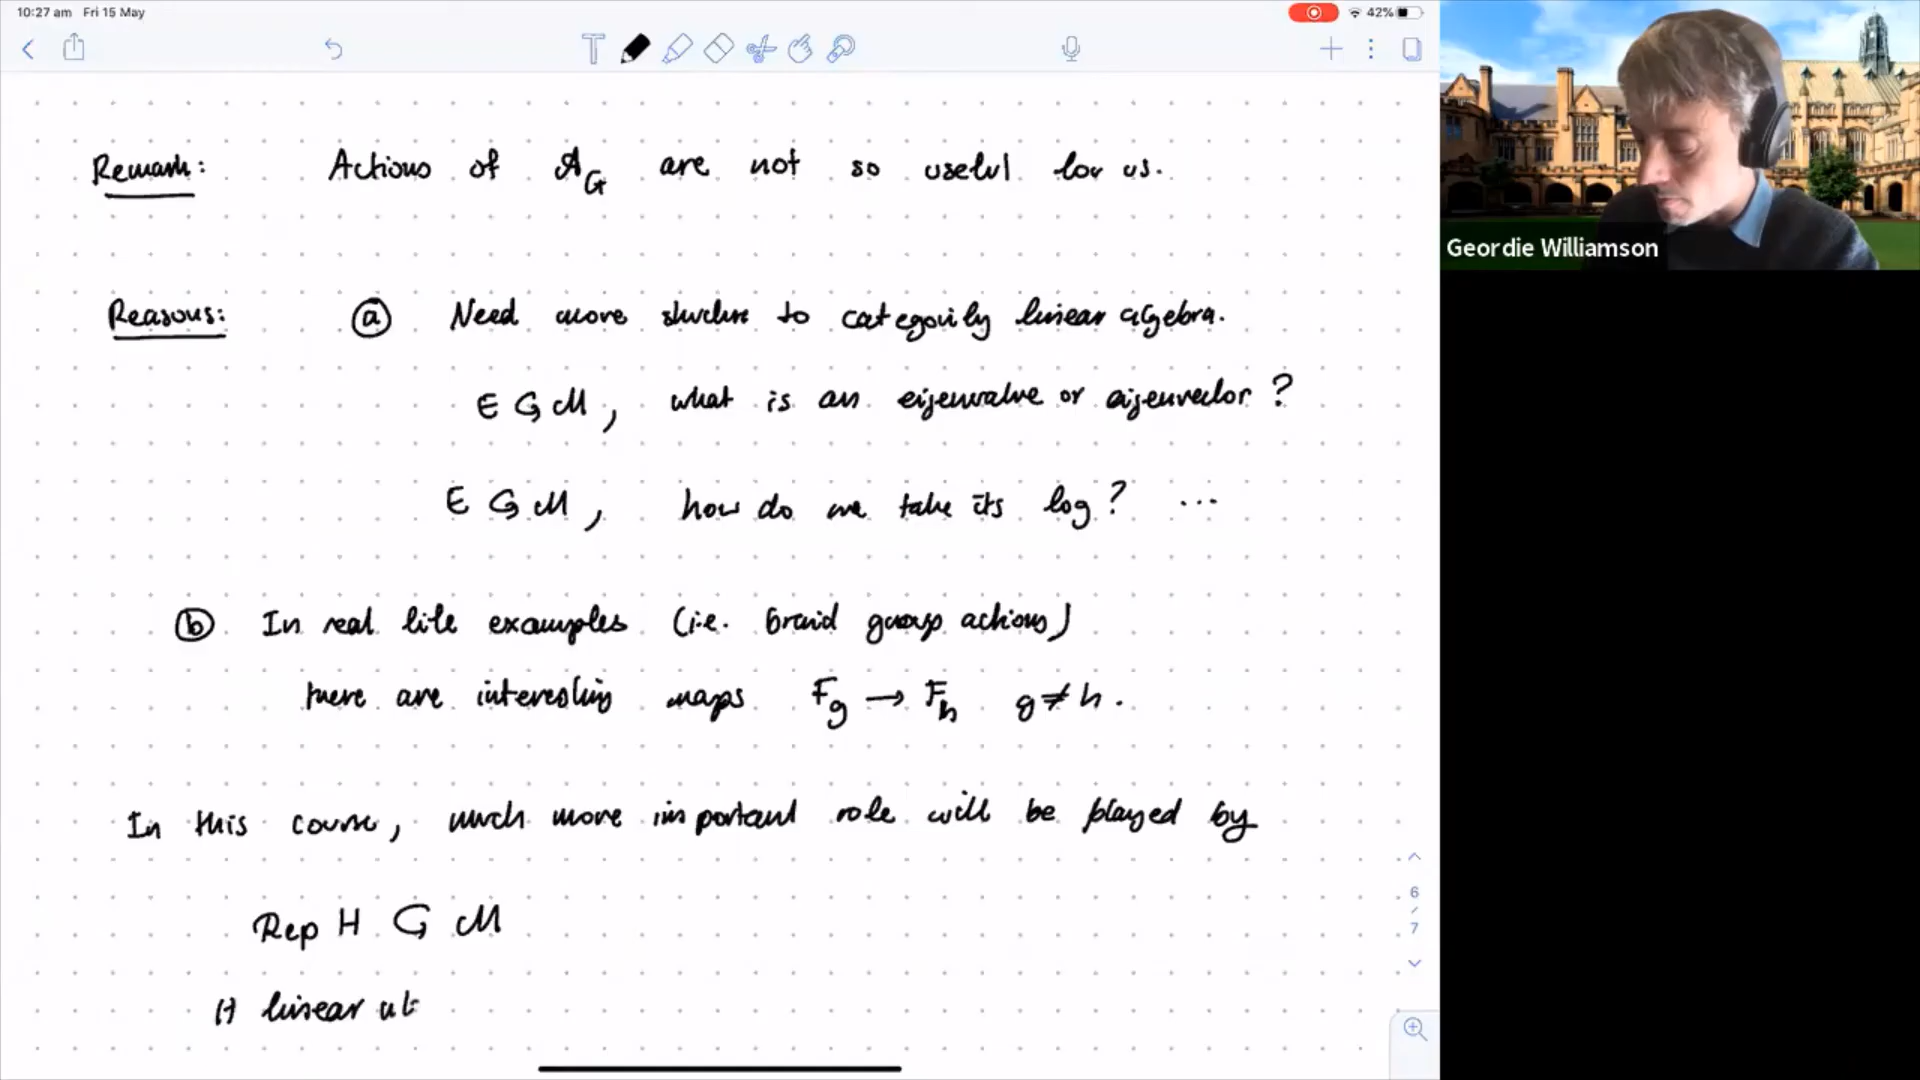 10:27 am Fri 15 May
42%
Remark: Actions of 𝒜_G are not so useful for us.
Reasons: (a) Need more structure to categorify linear algebra.
E G M, what is an eigenvalue or eigenvector?
E G M, how do we take its log? ...
(b) In real life examples (i.e. braid group actions)
there are interesting maps F_g → F_h g ≠ h.
In this course, much more important role will be played by
Rep H G M
H linear al
6
/
7
Geordie Williamson